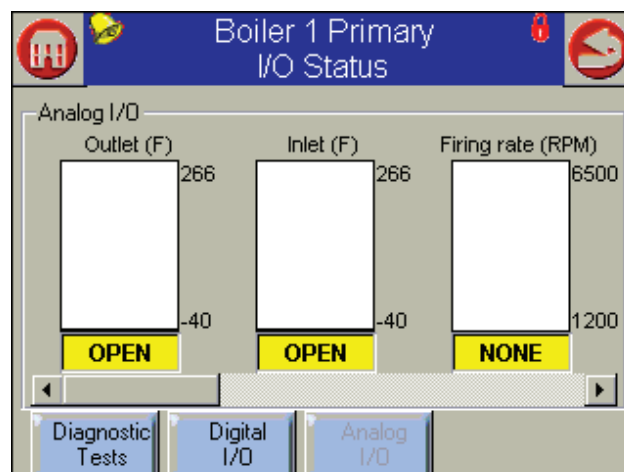 Boiler 1 Primary
I/O Status
Analog I/O
Outlet (F)
Inlet (F)
Firing rate (RPM)
266
266
6500
-40
-40
1200
OPEN
OPEN
NONE
Diagnostic
Tests
Digital
I/O
Analog
I/O